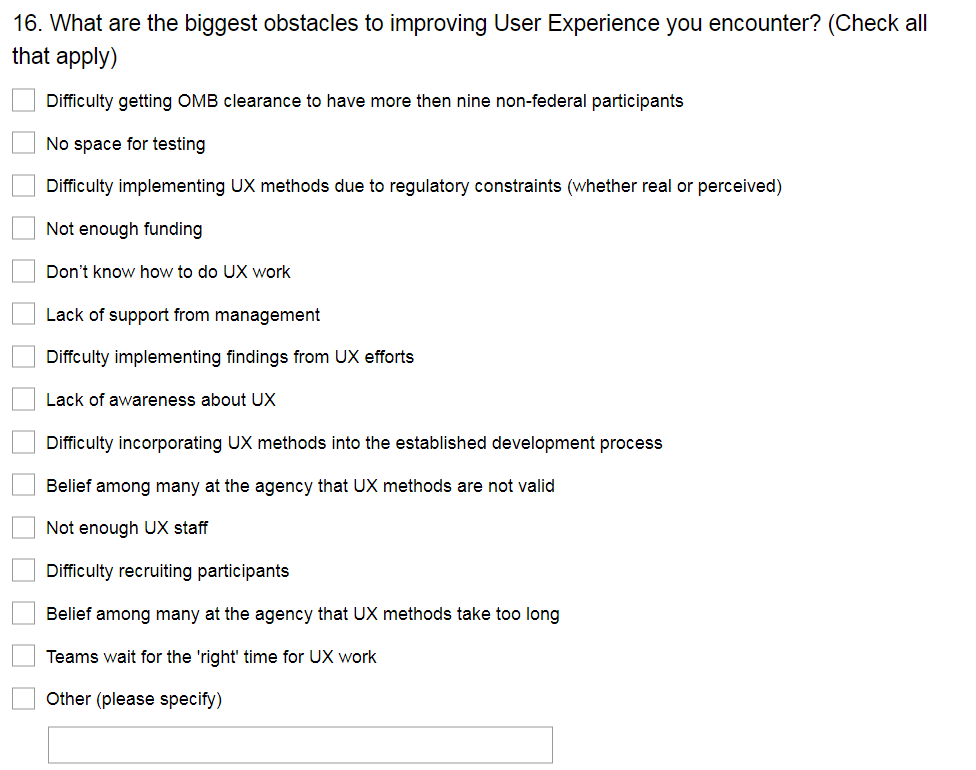 16. What are the biggest obstacles to improving User Experience you encounter? (Check all
that apply)
Difficulty getting OMB clearance to have more then nine non-federal participants
No space for testing
Difficulty implementing UX methods due to regulatory constraints (whether real or perceived)
Not enough funding
Don't know how to do UX work
Lack of support from management
Diffculty implementing findings from UX efforts
Lack of awareness about UX
Difficulty incorporating UX methods into the established development process
Belief among many at the agency that UX methods are not valid
Not enough UX staff
Difficulty recruiting participants
Belief among many at the agency that UX methods take too long
Teams wait for the 'right' time for UX work
Other (please specify)